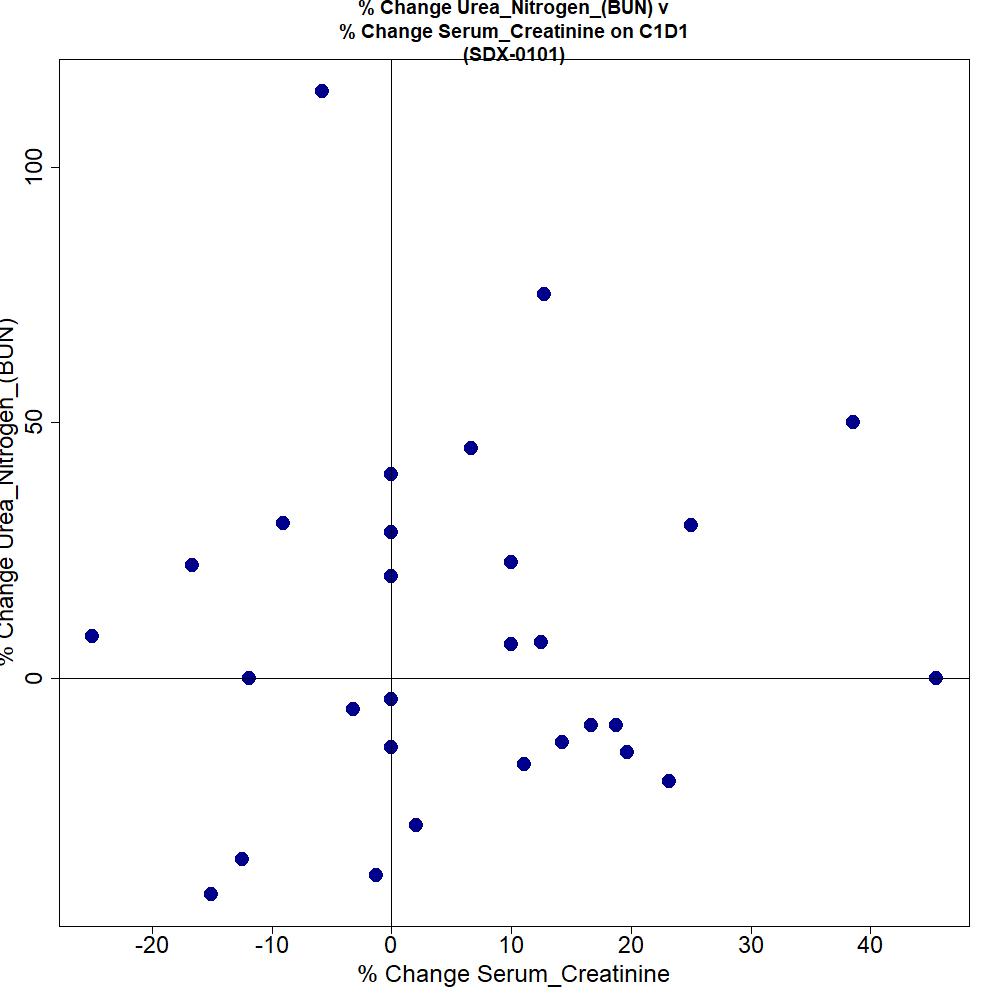 % Change Urea_Nitrogen_(BUN) v
% Change Serum_Creatinine on C1D1
(SDX-0101)
% Change Urea_Nitrogen_(BUN)
100
50
0
-20
-10
0
10
20
30
40
% Change Serum_Creatinine